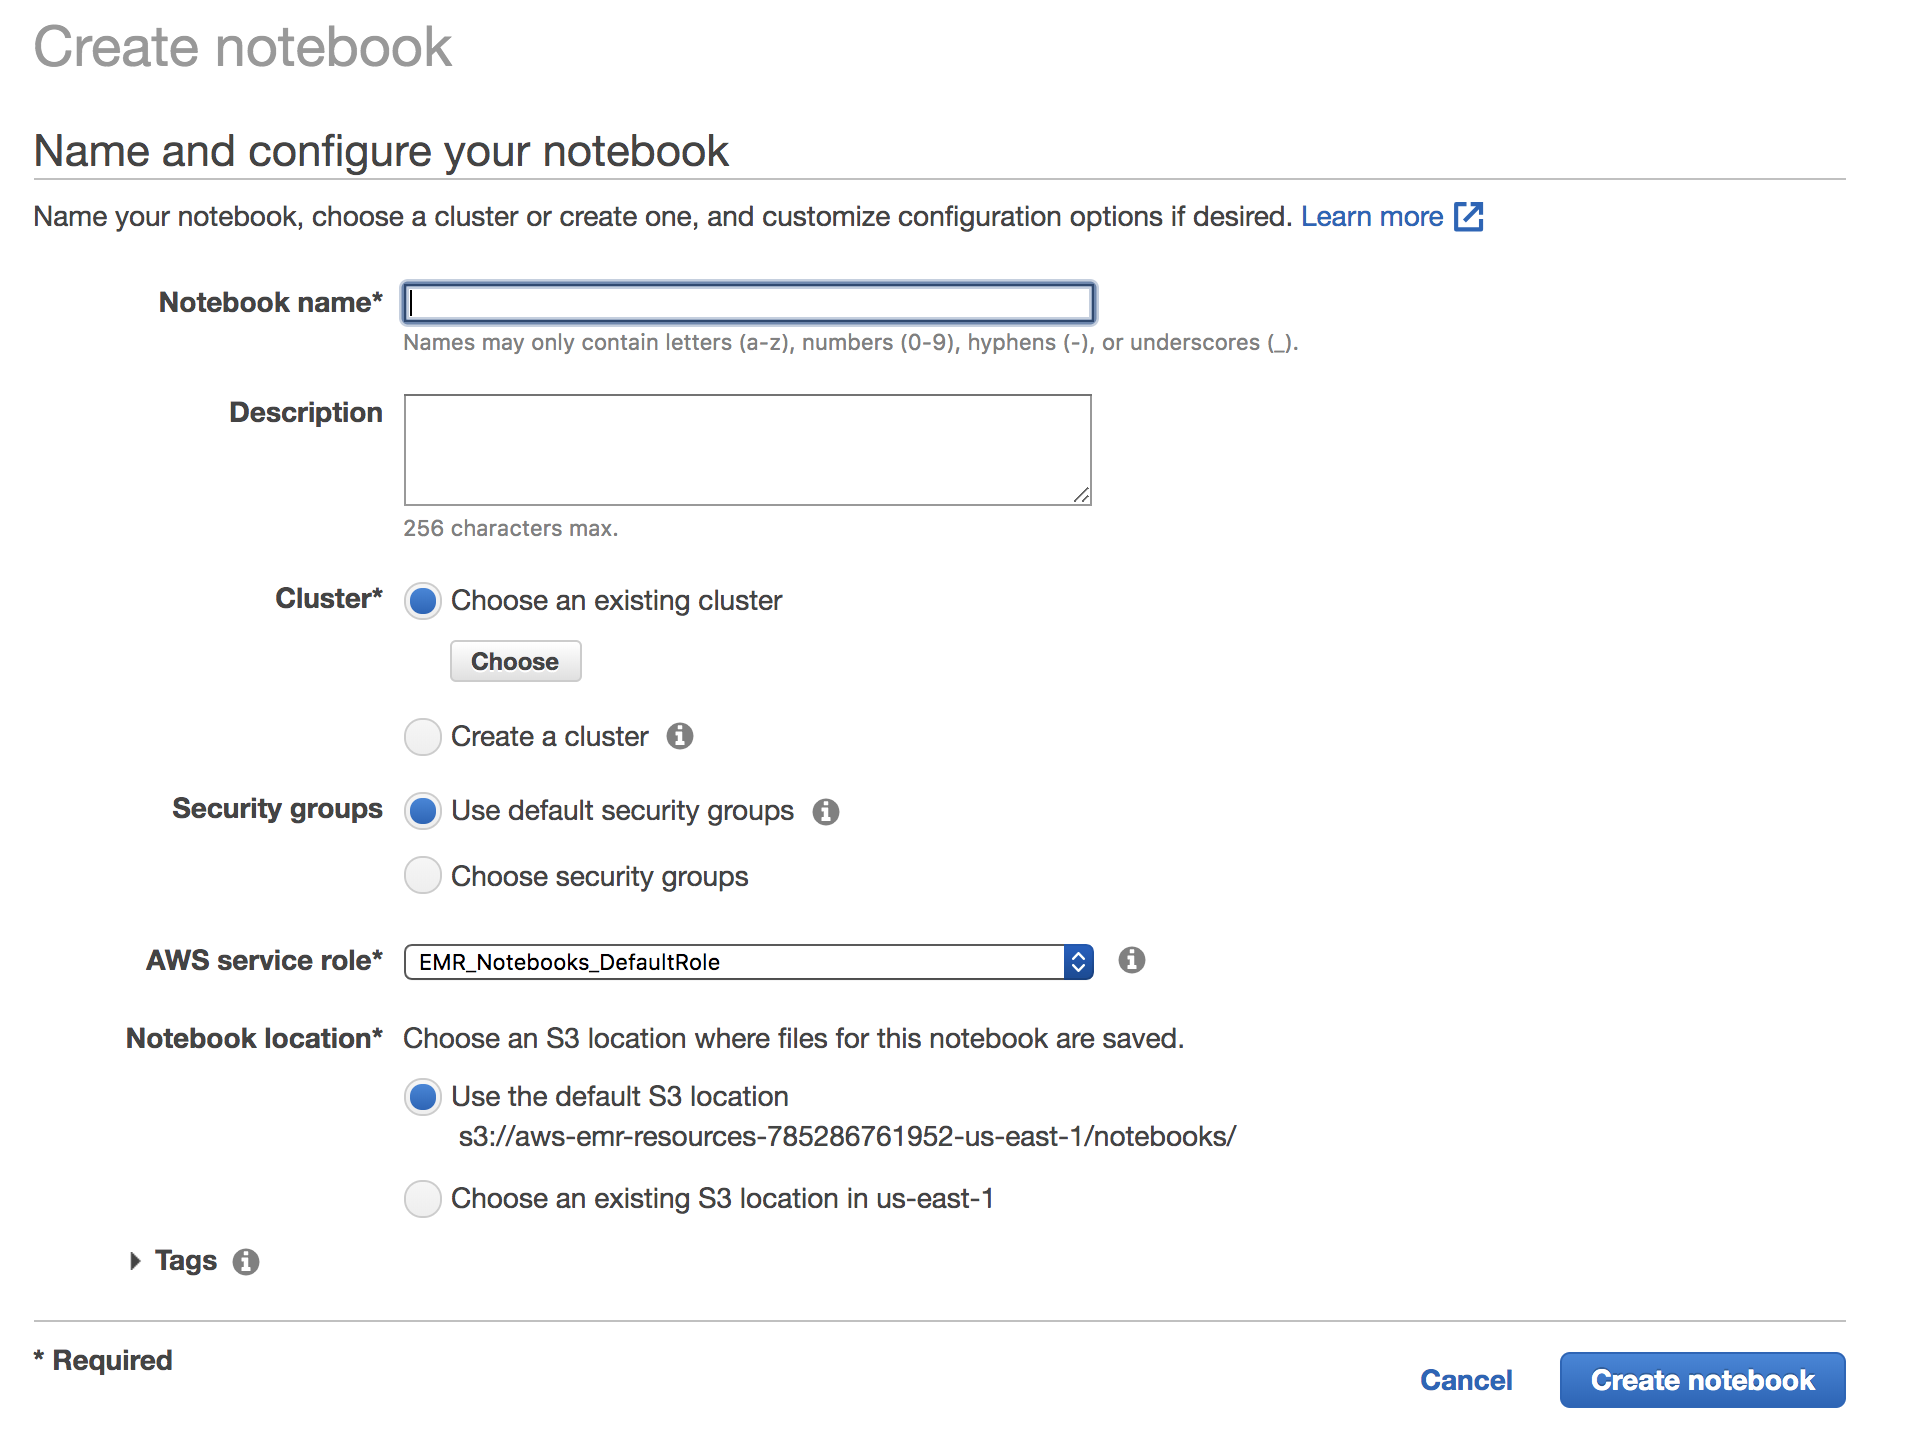 Create notebook
Name and configure your notebook
Name your notebook, choose a cluster or create one, and customize configuration options if desired. Learn more
Notebook name*
Names may only contain letters (a-z), numbers (0-9), hyphens (-), or underscores (_).
Description
256 characters max.
Cluster* Choose an existing cluster
Choose
Create a cluster
Security groups Use default security groups
Choose security groups
AWS service role* EMR_Notebooks_DefaultRole
Notebook location* Choose an S3 location where files for this notebook are saved.
Use the default S3 location
s3://aws-emr-resources-785286761952-us-east-1/notebooks/
Choose an existing S3 location in us-east-1
Tags
* Required
Cancel Create notebook